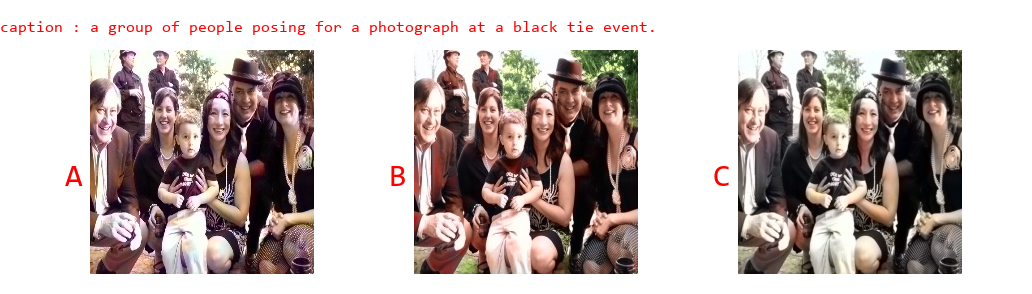 caption : a group of people posing for a photograph at a black tie event.
A
B
C